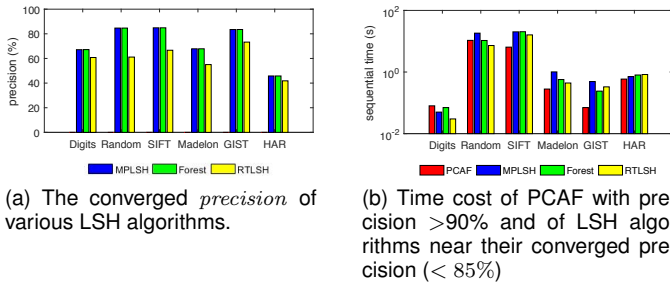 precision (%)
100
80
60
40
20
0
Digits Random SIFT Madelon GIST HAR
MPLSH Forest RTLSH
(a) The converged precision of
various LSH algorithms.
sequential time (s)
10^2
10^0
10^-2
Digits Random SIFT Madelon GIST HAR
PCAF MPLSH Forest RTLSH
(b) Time cost of PCAF with pre
cision >90% and of LSH algo
rithms near their converged pre
cision (< 85%)